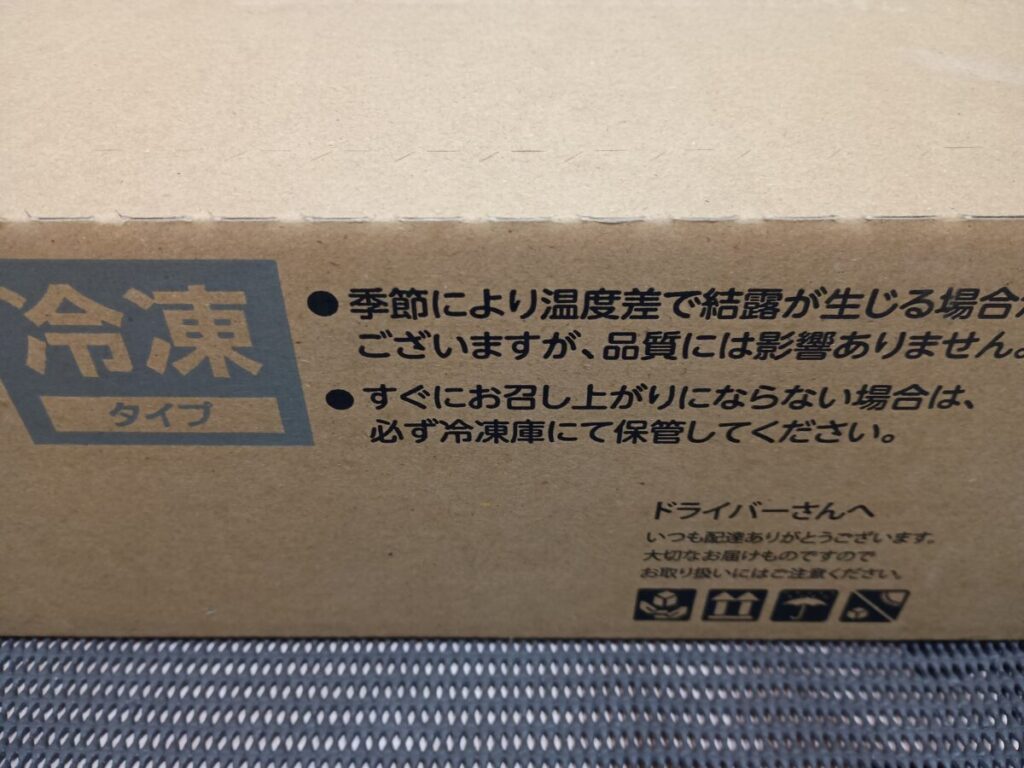 冷凍
タイプ
●季節により温度差で結露が生じる場合が
ございますが、品質には影響ありません。
●すぐにお召し上がりにならない場合は、
必ず冷凍庫にて保管してください。
ドライバーさんへ
いつも配達ありがとうございます。
大切なお届けものですので
お取り扱いにはご注意ください。